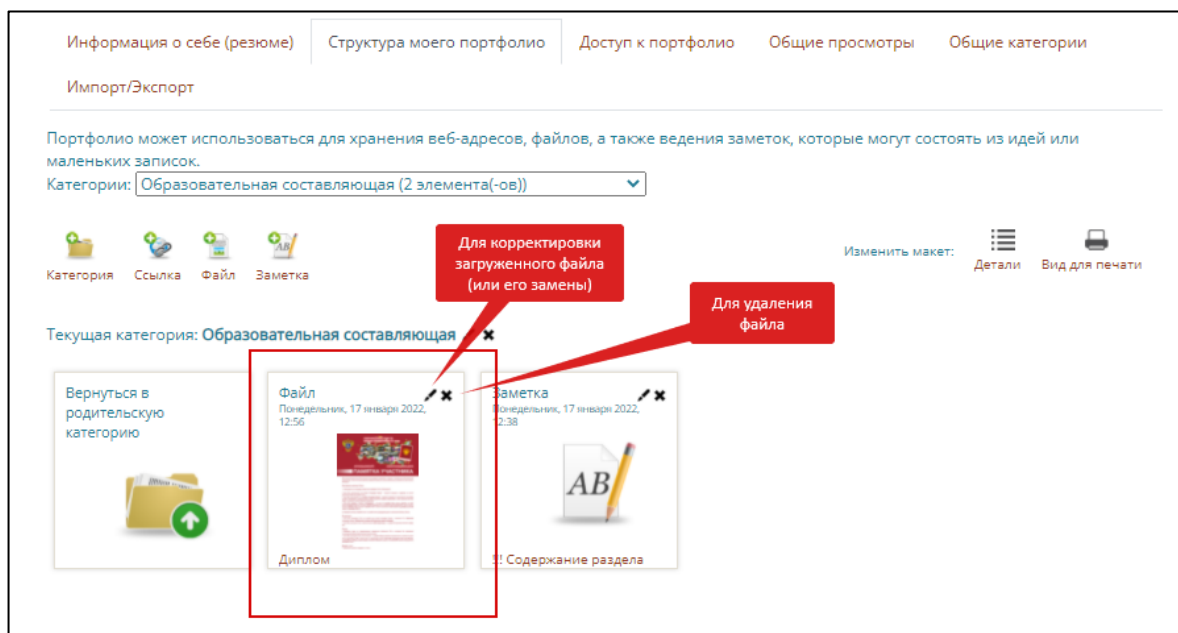 Информация о себе (резюме)
Структура моего портфолио
Доступ к портфолио
Общие просмотры
Общие категории
Импорт/Экспорт
Портфолио может использоваться для хранения веб-адресов, файлов, а также ведения заметок, которые могут состоять из идей или
маленьких записок.
Категории: Образовательная составляющая (2 элемента(-ов))
Категория
Ссылка
Файл
Заметка
Для корректировки
загруженного файла
(или его замены)
Изменить макет:
Детали
Вид для печати
Для удаления
файла
Текущая категория: Образовательная составляющая
Вернуться в
родительскую
категорию
Файл
Понедельник, 17 января 2022,
12:56
Диплом
Заметка
Понедельник, 17 января 2022,
12:38
AB
!!! Содержание раздела